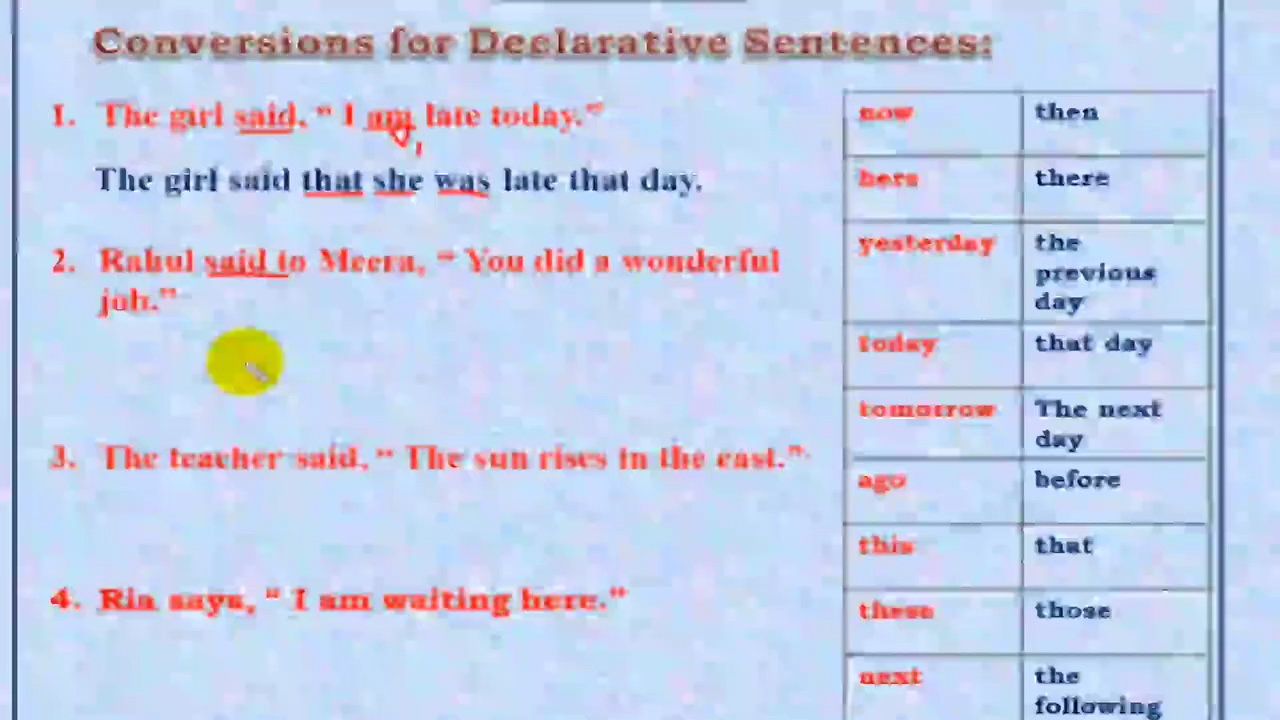 Conversions for Declarative Sentences:
1. The girl said, “ I am late today.”
The girl said that she was late that day.
2. Rahul said to Meera, “ You did a wonderful
job.”
3. The teacher said, “ The sun rises in the east.”
4. Ria says, “ I am waiting here.”
now then
here there
yesterday the
previous
day
today that day
tomorrow The next
day
ago before
this that
these those
next the
following